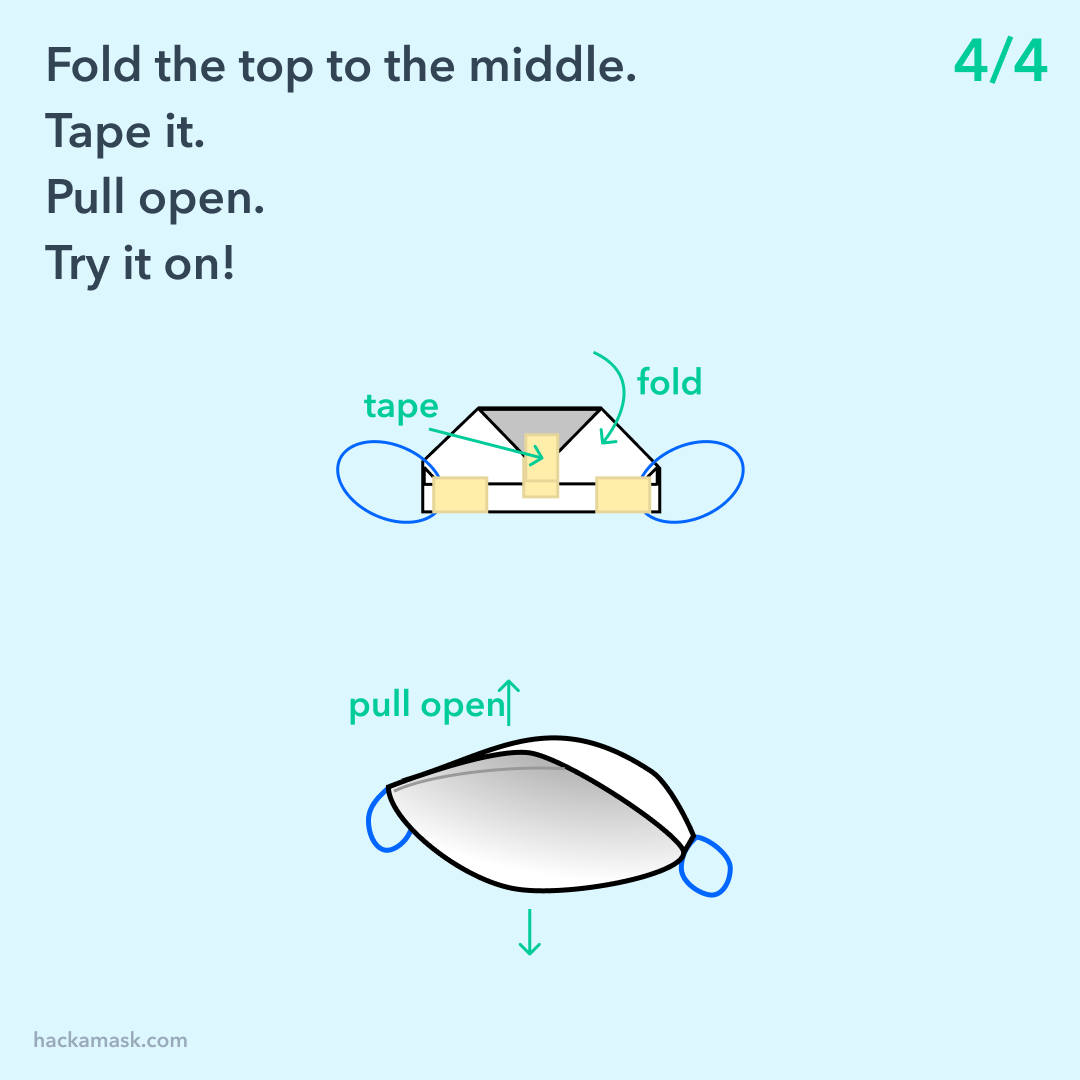 Fold the top to the middle.
4/4
Tape it.
Pull open.
Try it on!
fold
tape
pull open
hackamask.com